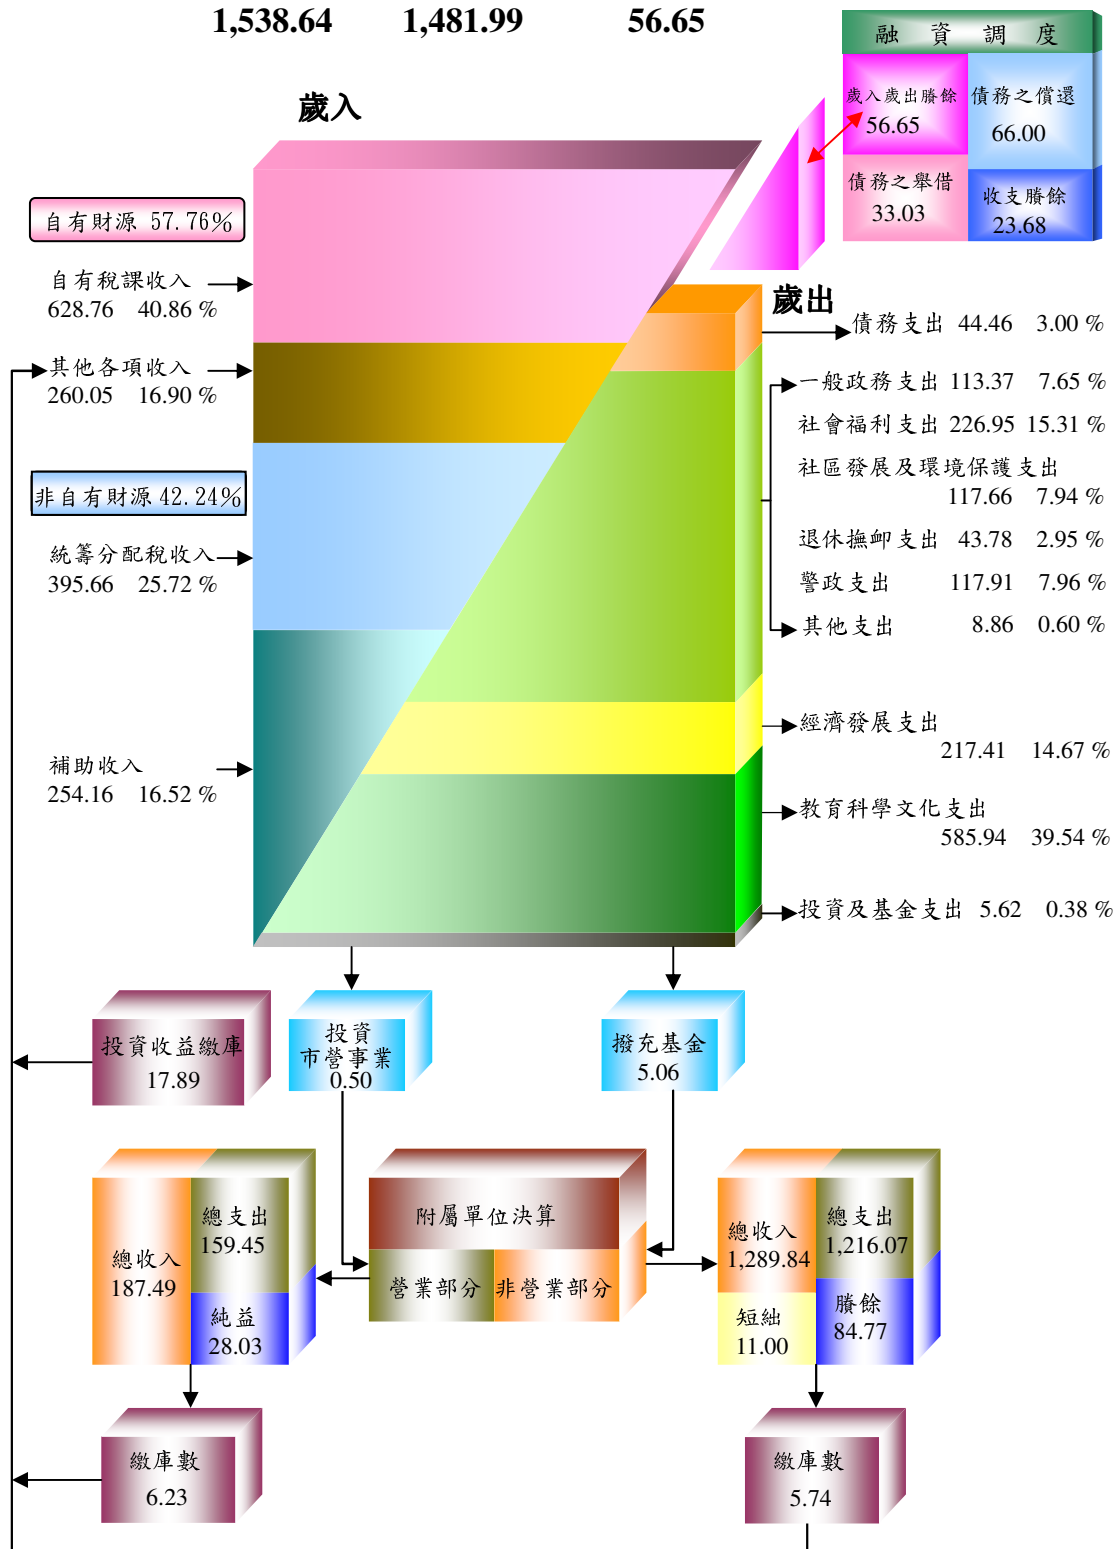 1,538.64 1,481.99 56.65
融資調度
歲入歲出賸餘
56.65
債務之償還
66.00
債務之舉借
33.03
收支賸餘
23.68
歲入
自有財源 57.76%
自有稅課收入
628.76 40.86 %
其他各項收入
260.05 16.90 %
非自有財源 42.24%
統籌分配稅收入
395.66 25.72 %
補助收入
254.16 16.52 %
歲出
債務支出 44.46 3.00 %
一般政務支出 113.37 7.65 %
社會福利支出 226.95 15.31 %
社區發展及環境保護支出
117.66 7.94 %
退休撫卹支出 43.78 2.95 %
警政支出 117.91 7.96 %
其他支出 8.86 0.60 %
經濟發展支出
217.41 14.67 %
教育科學文化支出
585.94 39.54 %
投資及基金支出 5.62 0.38 %
投資收益繳庫
17.89
投資
市營事業
0.50
撥充基金
5.06
總收入
187.49
總支出
159.45
純益
28.03
附屬單位決算
營業部分
非營業部分
總收入
1,289.84
總支出
1,216.07
短絀
11.00
賸餘
84.77
繳庫數
6.23
繳庫數
5.74